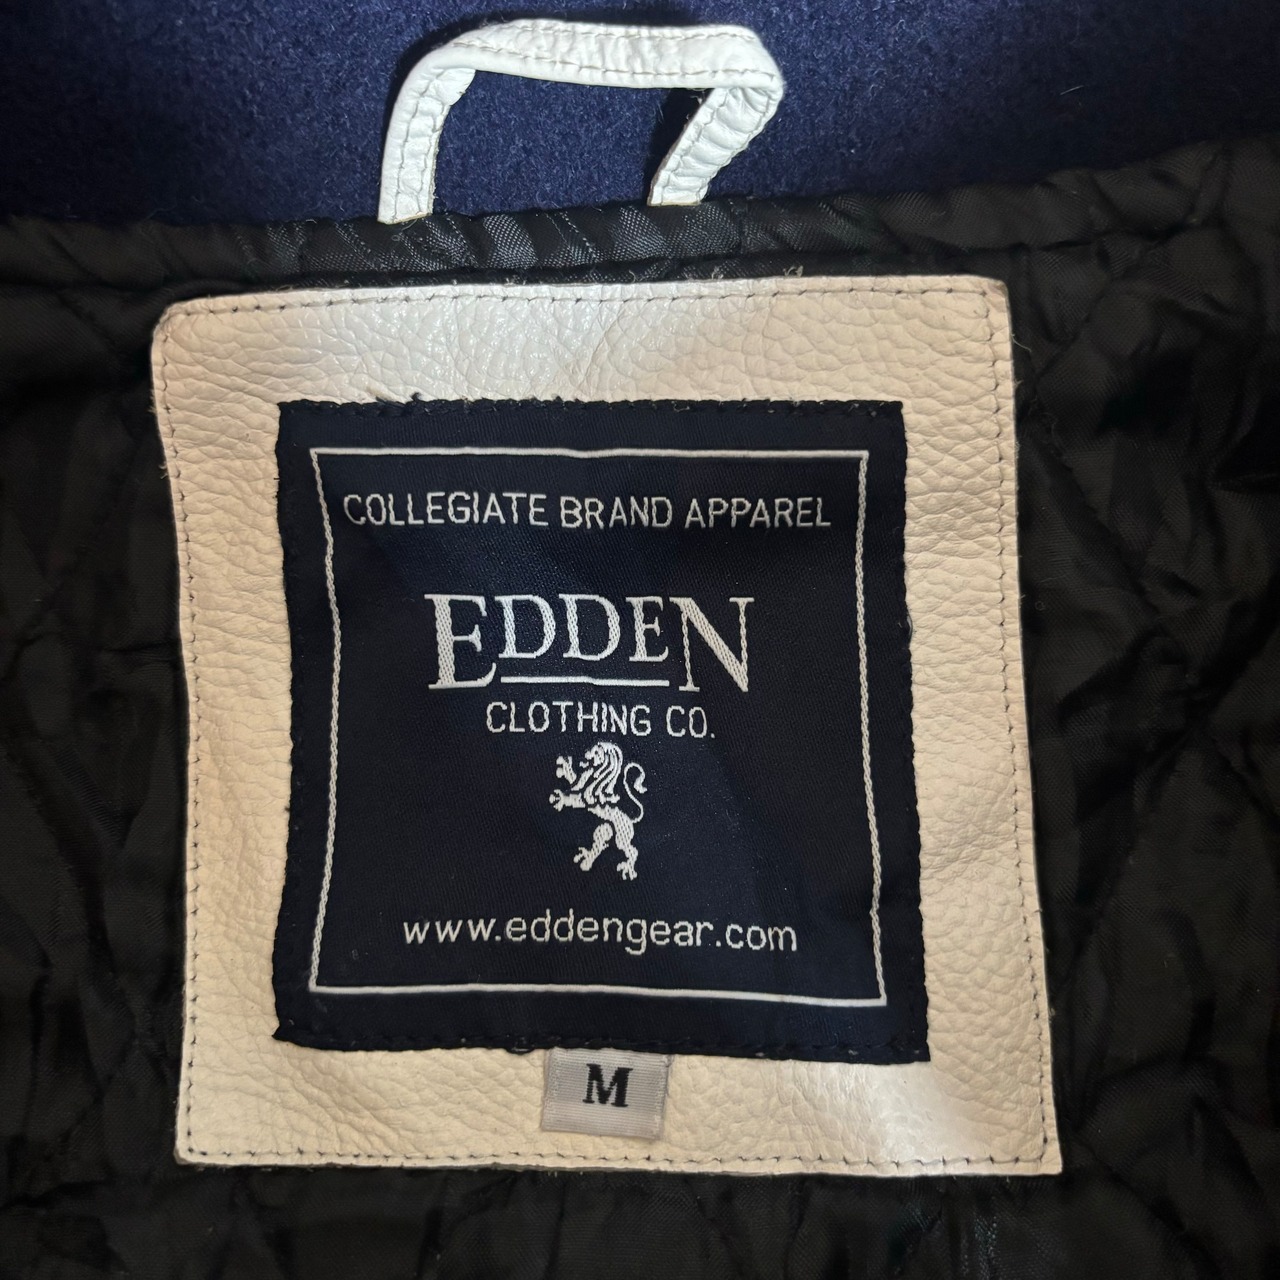 COLLEGIATE BRAND APPAREL
EDDEN
CLOTHING CO.
www.eddengear.com
M